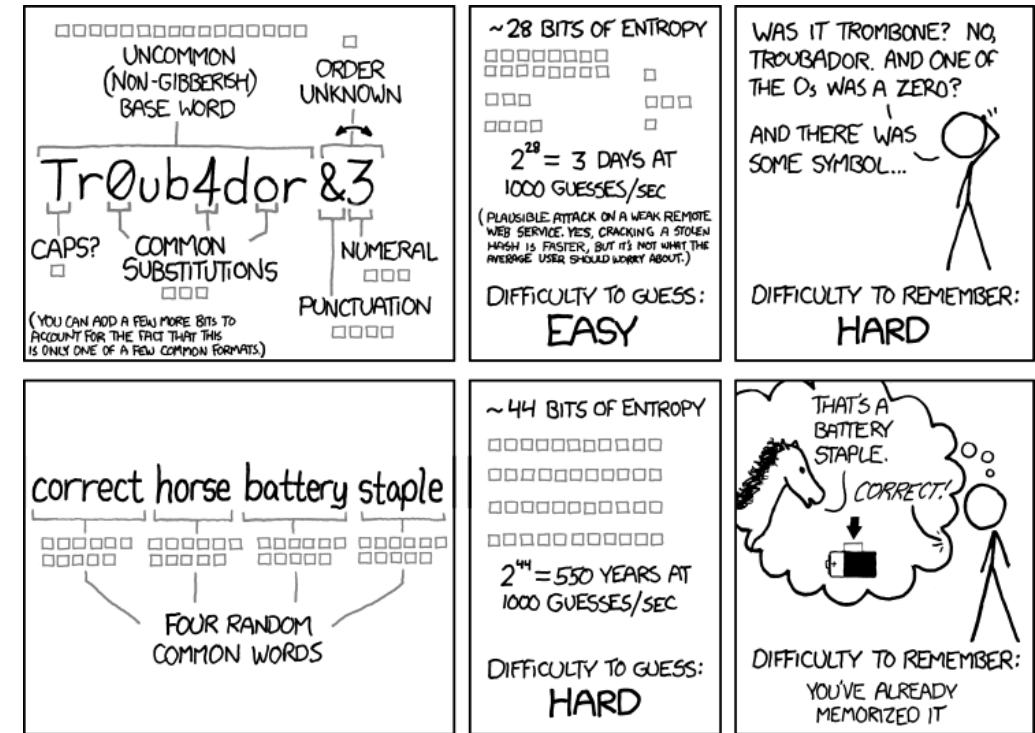 UNCOMMON
(NON-GIBBERISH)
BASE WORD
ORDER
UNKNOWN
Tr0ub4dor &3
CAPS?
COMMON
SUBSTITUTIONS
NUMERAL
PUNCTUATION
(YOU CAN ADD A FEW MORE BITS TO
ACCOUNT FOR THE FACT THAT THIS
IS ONLY ONE OF A FEW COMMON FORMATS.)
~28 BITS OF ENTROPY
2²⁸ = 3 DAYS AT
1000 GUESSES/SEC
(PLAUSIBLE ATTACK ON A WEAK REMOTE
WEB SERVICE. YES, CRACKING A STOLEN
HASH IS FASTER, BUT IT'S NOT WHAT THE
AVERAGE USER SHOULD WORRY ABOUT.)
DIFFICULTY TO GUESS:
EASY
WAS IT TROMBONE? NO,
TROUBADOR. AND ONE OF
THE Os WAS A ZERO?
AND THERE WAS
SOME SYMBOL...
DIFFICULTY TO REMEMBER:
HARD
correct horse battery staple
FOUR RANDOM
COMMON WORDS
~44 BITS OF ENTROPY
2⁴⁴ = 550 YEARS AT
1000 GUESSES/SEC
DIFFICULTY TO GUESS:
HARD
THAT'S A
BATTERY
STAPLE.
CORRECT!
DIFFICULTY TO REMEMBER:
YOU'VE ALREADY
MEMORIZED IT